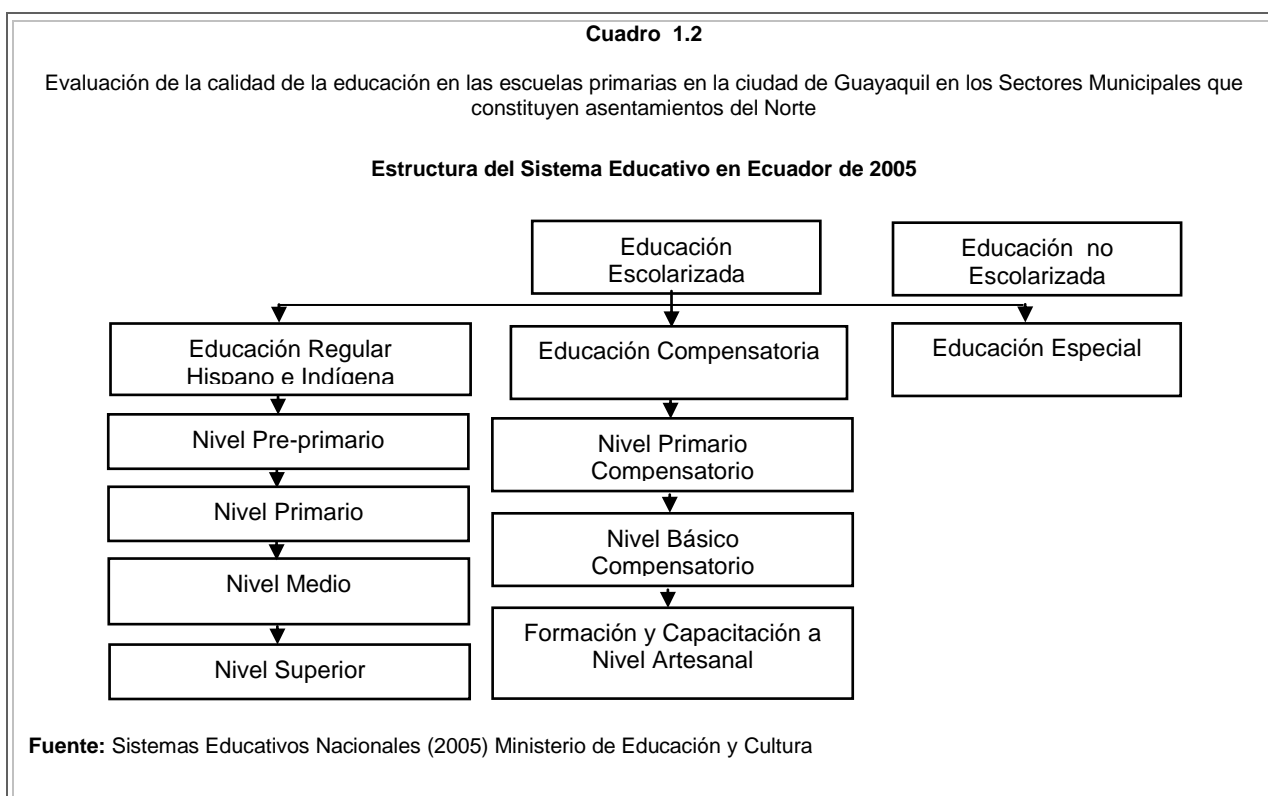 Cuadro 1.2
Evaluación de la calidad de la educación en las escuelas primarias en la ciudad de Guayaquil en los Sectores Municipales que
constituyen asentamientos del Norte
Estructura del Sistema Educativo en Ecuador de 2005
Educación
Escolarizada
Educación no
Escolarizada
Educación Regular
Hispano e Indígena
Educación Compensatoria
Educación Especial
Nivel Pre-primario
Nivel Primario
Compensatorio
Nivel Primario
Nivel Básico
Compensatorio
Nivel Medio
Formación y Capacitación a
Nivel Artesanal
Nivel Superior
Fuente: Sistemas Educativos Nacionales (2005) Ministerio de Educación y Cultura